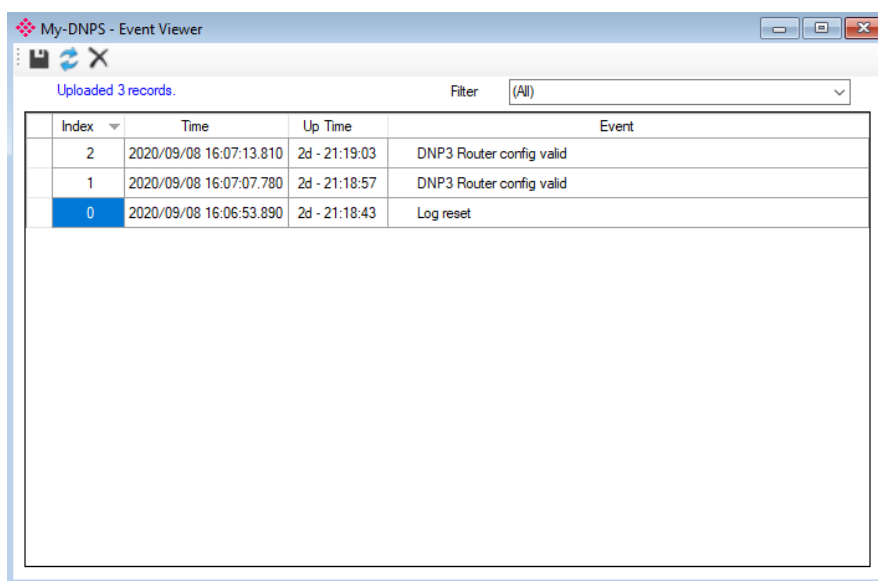 My-DNPS - Event Viewer
Uploaded 3 records. Filter (All)
Index Time Up Time Event
2 2020/09/08 16:07:13.810 2d - 21:19:03 DNP3 Router config valid
1 2020/09/08 16:07:07.780 2d - 21:18:57 DNP3 Router config valid
0 2020/09/08 16:06:53.890 2d - 21:18:43 Log reset